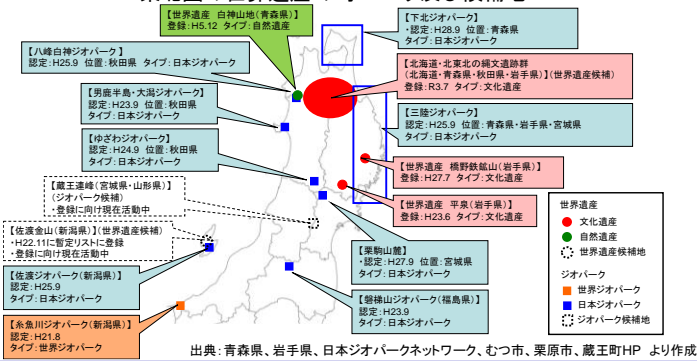 【世界遺産 白神山地(青森県)】
登録:H5.12 タイプ:自然遺産
【下北ジオパーク】
・認定:H28.9 位置:青森県
タイプ:日本ジオパーク
【八峰白神ジオパーク】
認定:H25.9 位置:秋田県 タイプ:日本ジオパーク
【北海道・北東北の縄文遺跡群
(北海道・青森県・秋田県・岩手県)】(世界遺産候補)
登録:R3.7 タイプ:文化遺産
【男鹿半島・大潟ジオパーク】
認定:H23.9 位置:秋田県
タイプ:日本ジオパーク
【三陸ジオパーク】
認定:H25.9 位置:青森県・岩手県・宮城県
タイプ:日本ジオパーク
【ゆざわジオパーク】
認定:H24.9 位置:秋田県
タイプ:日本ジオパーク
【世界遺産 橋野鉄鉱山(岩手県)】
登録:H27.7 タイプ:文化遺産
【蔵王連峰(宮城県・山形県)】
(ジオパーク候補)
・登録に向け現在活動中
【世界遺産 平泉(岩手県)】
登録:H23.6 タイプ:文化遺産
【佐渡金山(新潟県)】(世界遺産候補)
・H22.11に暫定リストに登録
・登録に向け現在活動中
【栗駒山麓】
・認定:H27.9 位置:宮城県
タイプ:日本ジオパーク
【佐渡ジオパーク(新潟県)】
認定:H25.9
タイプ:日本ジオパーク
【磐梯山ジオパーク(福島県)】
認定:H23.9
タイプ:日本ジオパーク
【糸魚川ジオパーク(新潟県)】
認定:H21.8
タイプ:世界ジオパーク
世界遺産
文化遺産
自然遺産
世界遺産候補地
ジオパーク
世界ジオパーク
日本ジオパーク
ジオパーク候補地
出典:青森県、岩手県、日本ジオパークネットワーク、むつ市、栗原市、蔵王町HP より作成